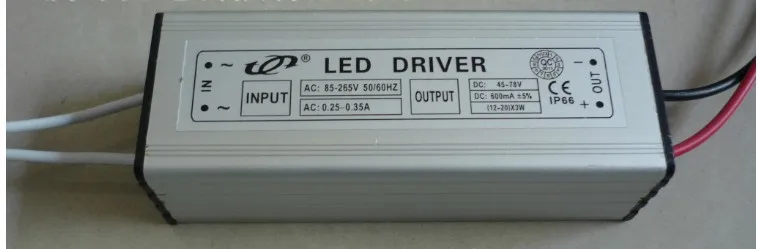 IN
~
~
® LED DRIVER
INPUT
AC: 85-265V 50/60HZ
AC: 0.25-0.35A
OUTPUT
DC: 45-78V
DC: 600mA ±5%
(12-20)X3W
QC
CE
IP66
−
+
OUT